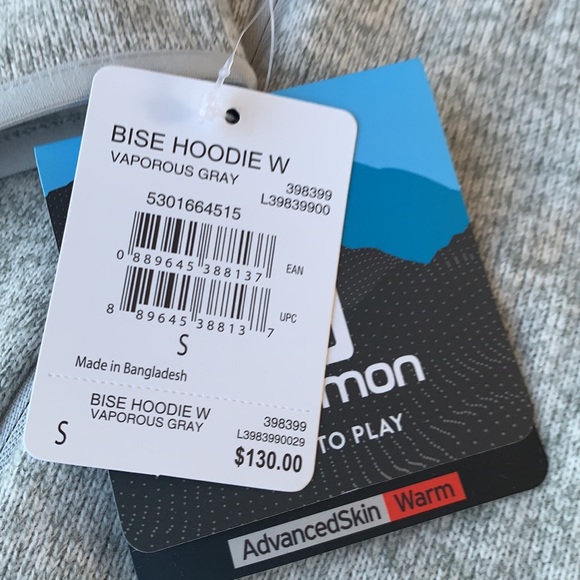 BISE HOODIE W
VAPOROUS GRAY
398399
L39839900
5301664515
0 889645 388137
EAN
8 89645 38813 7
UPC
S
Made in Bangladesh
BISE HOODIE W
VAPOROUS GRAY
398399
L3983990029
S
$130.00
mon
TO PLAY
AdvancedSkin Warm